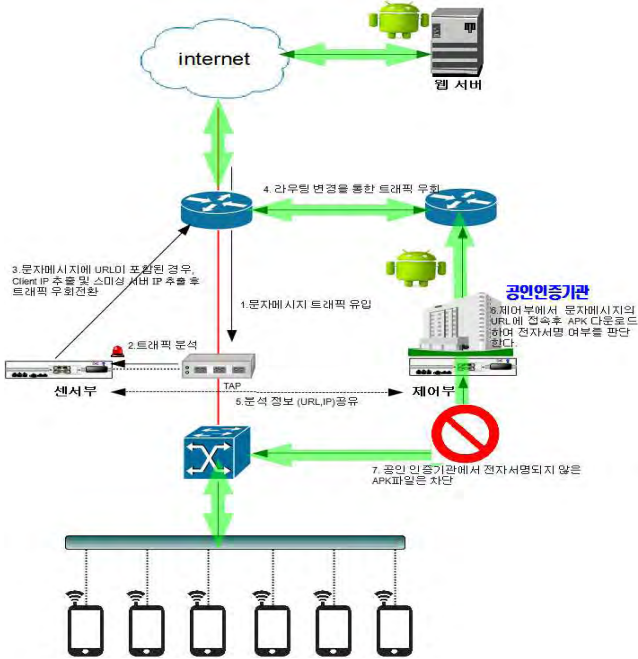 internet
웹 서버
4. 라우팅 변경을 통한 트래픽 우회
3.문자메시지에 URL이 포함된 경우,
Client IP 추출 및 스미싱 서버 IP 추출 후
트래픽 우회전환
1.문자메시지 트래픽 유입
공인인증기관
6.제어부에서 문자메시지의
URL에 접속후 APK 다운로드
하여 전자서명 여부를 판단
한다.
2.트래픽 분석
TAP
센서부
제어부
5.분석 정보 (URL,IP)공유
7. 공인 인증기관에서 전자서명되지 않은
APK파일은 차단